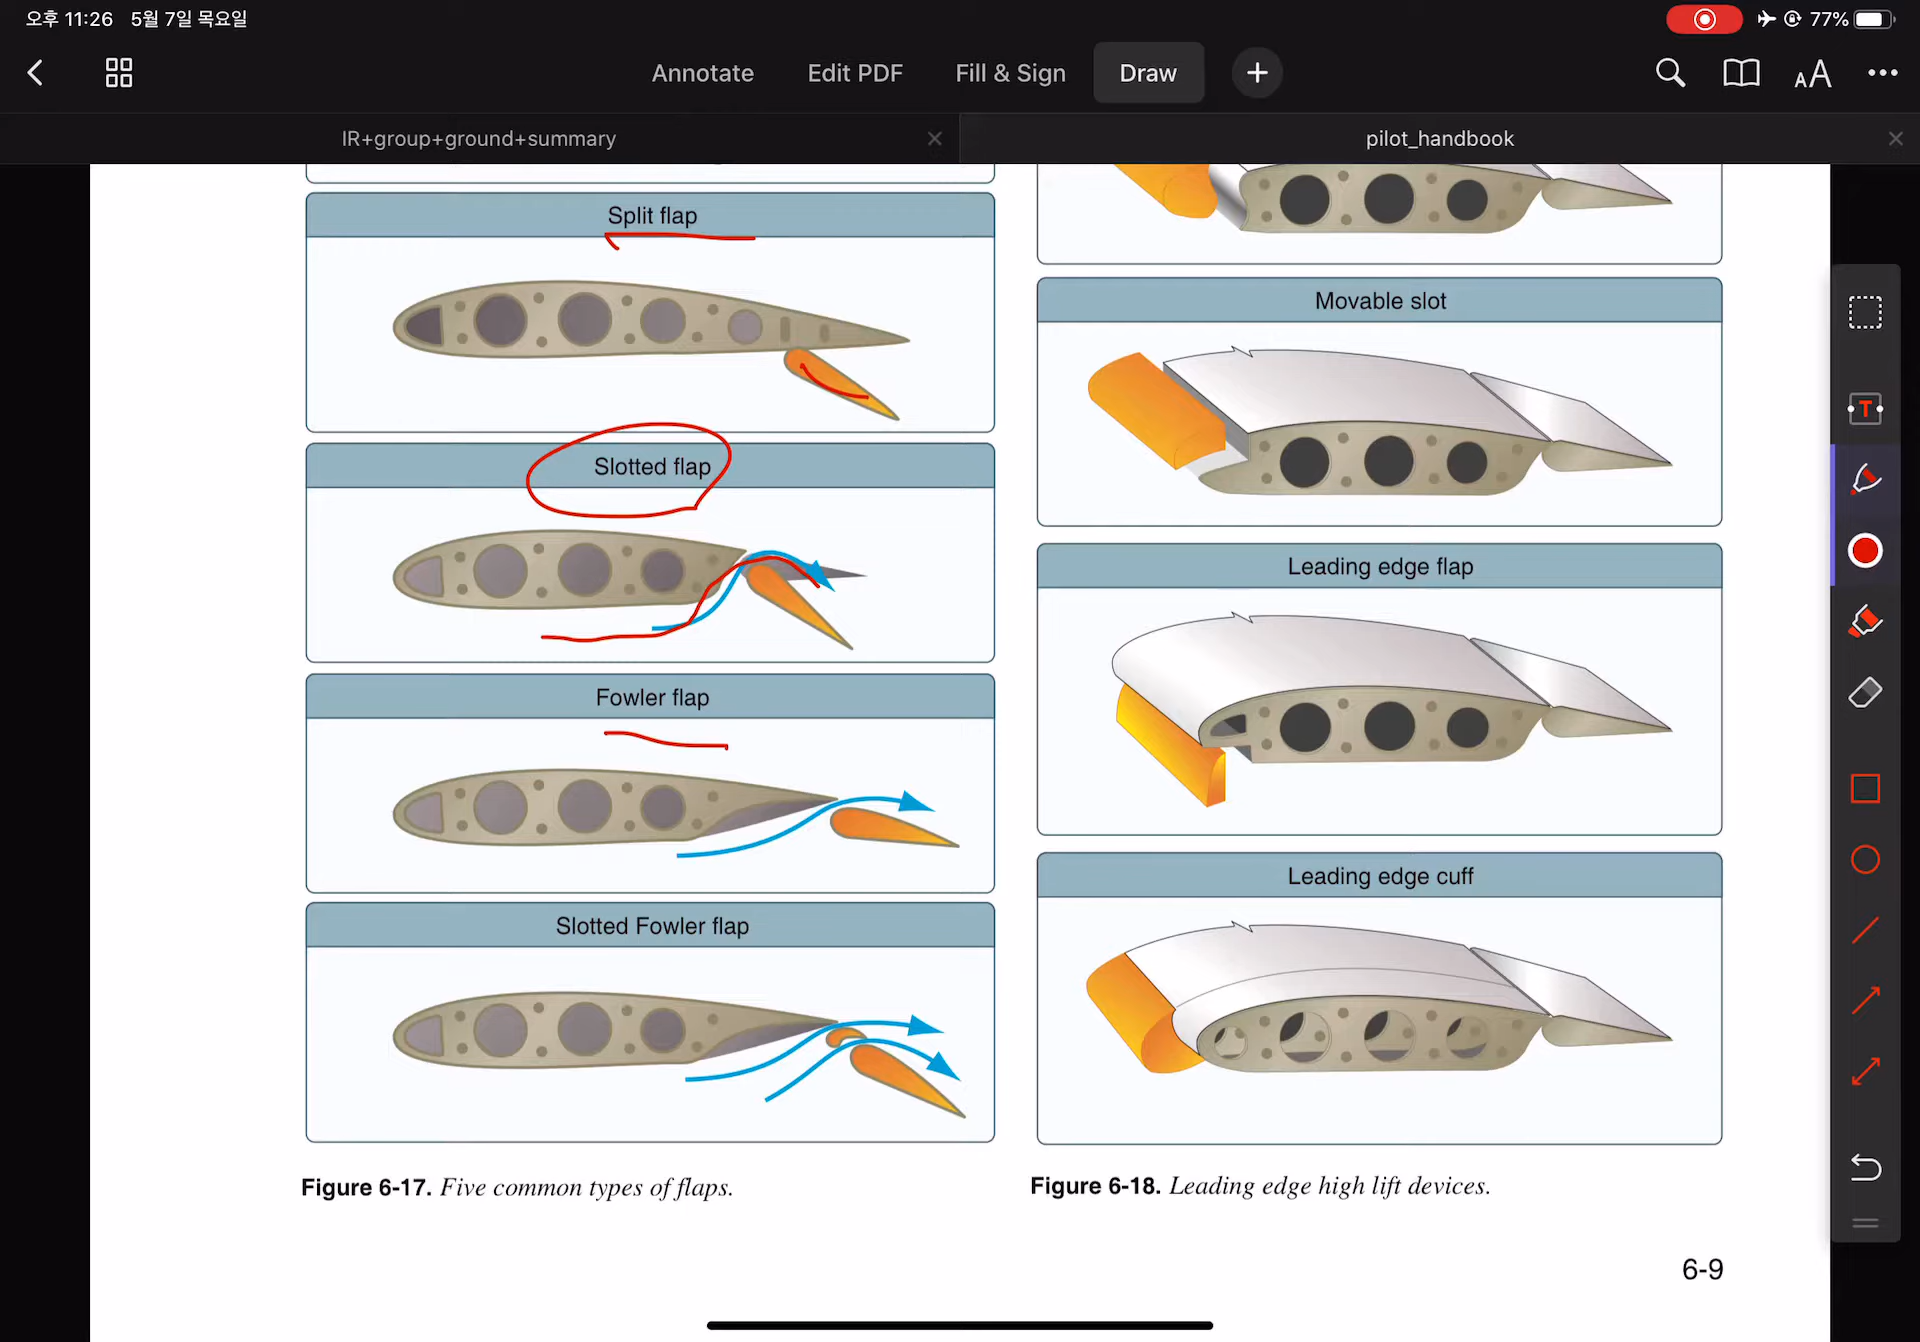 오후 11:26 5월 7일 목요일
77%
Annotate Edit PDF Fill & Sign Draw
AA
IR+group+ground+summary
pilot_handbook
Split flap
Slotted flap
Fowler flap
Slotted Fowler flap
Figure 6-17. Five common types of flaps.
Movable slot
Leading edge flap
Leading edge cuff
Figure 6-18. Leading edge high lift devices.
6-9
T